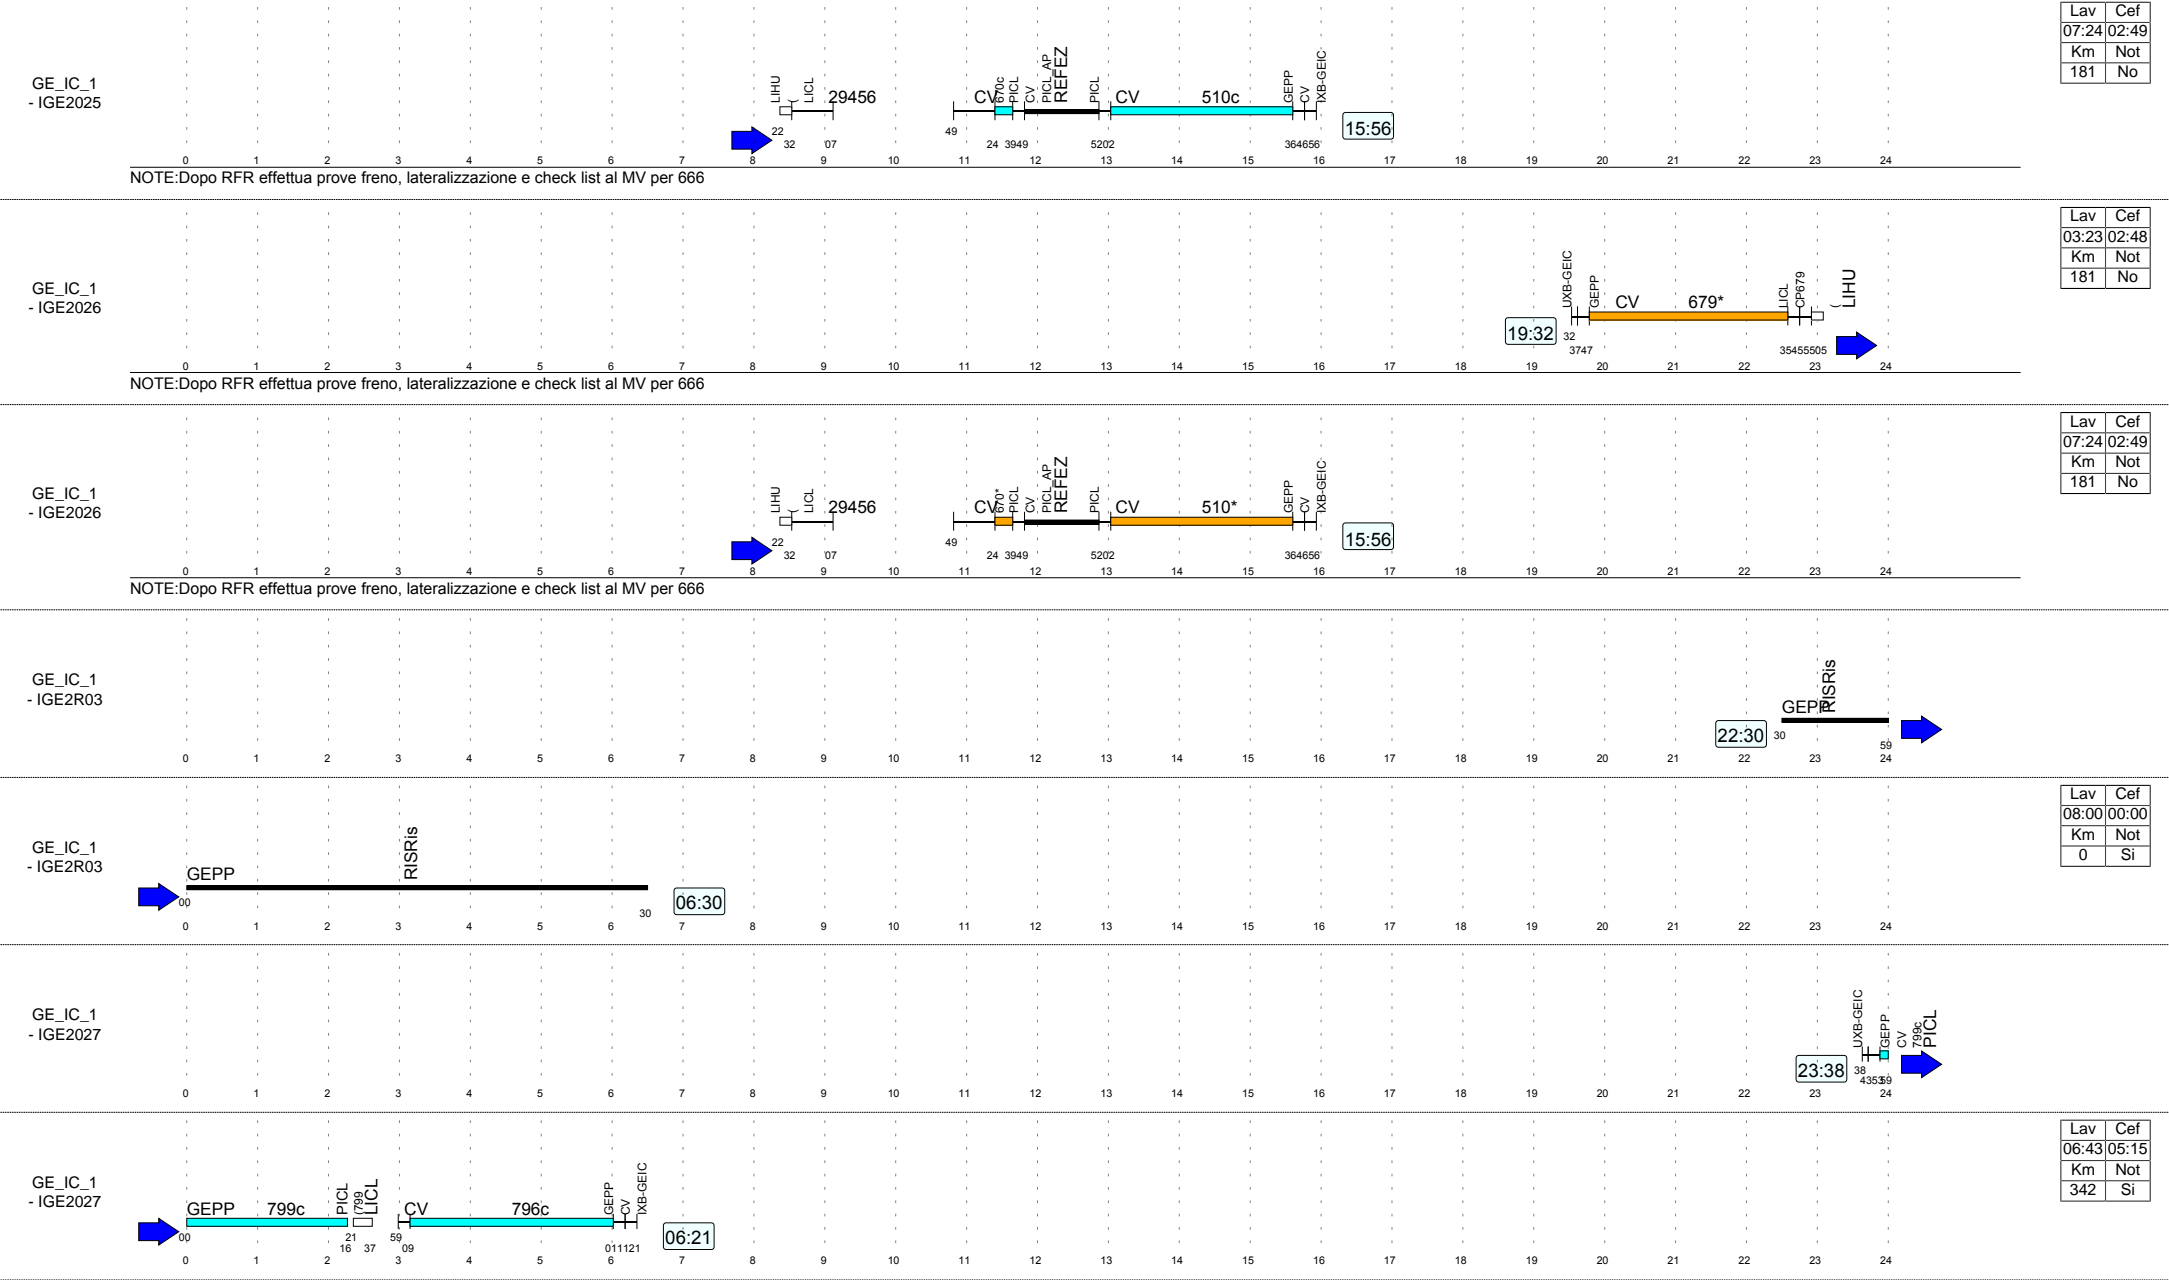 GE_IC_1
- IGE2025
LIHU
(
LICL
29456
CV
670c
PICL
CV
PICL_AP
REFEZ
PICL
CV
510c
GEPP
CV
IXB-GEIC
22
32
07
49
24 3949
5202
364656
15:56
Lav Cef
07:24 02:49
Km Not
181 No
0 1 2 3 4 5 6 7 8 9 10 11 12 13 14 15 16 17 18 19 20 21 22 23 24
NOTE:Dopo RFR effettua prove freno, lateralizzazione e check list al MV per 666
GE_IC_1
- IGE2026
19:32
UXB-GEIC
GEPP
CV
679*
LICL
CP679
(
LIHU
32
3747
35455505
Lav Cef
03:23 02:48
Km Not
181 No
0 1 2 3 4 5 6 7 8 9 10 11 12 13 14 15 16 17 18 19 20 21 22 23 24
NOTE:Dopo RFR effettua prove freno, lateralizzazione e check list al MV per 666
GE_IC_1
- IGE2026
LIHU
(
LICL
29456
CV
670*
PICL
CV
PICL_AP
REFEZ
PICL
CV
510*
GEPP
CV
IXB-GEIC
22
32
07
49
24 3949
5202
364656
15:56
Lav Cef
07:24 02:49
Km Not
181 No
0 1 2 3 4 5 6 7 8 9 10 11 12 13 14 15 16 17 18 19 20 21 22 23 24
NOTE:Dopo RFR effettua prove freno, lateralizzazione e check list al MV per 666
GE_IC_1
- IGE2R03
22:30
GEPP
RISRis
30
59
0 1 2 3 4 5 6 7 8 9 10 11 12 13 14 15 16 17 18 19 20 21 22 23 24
GE_IC_1
- IGE2R03
GEPP
RISRis
00
30
06:30
Lav Cef
08:00 00:00
Km Not
0 Si
0 1 2 3 4 5 6 7 8 9 10 11 12 13 14 15 16 17 18 19 20 21 22 23 24
GE_IC_1
- IGE2027
23:38
UXB-GEIC
GEPP
CV
799c
PICL
38
435359
0 1 2 3 4 5 6 7 8 9 10 11 12 13 14 15 16 17 18 19 20 21 22 23 24
GE_IC_1
- IGE2027
GEPP
799c
PICL
(799
LICL
CV
796c
GEPP
CV
IXB-GEIC
00
21
16 37
59
09
011121
06:21
Lav Cef
06:43 05:15
Km Not
342 Si
0 1 2 3 4 5 6 7 8 9 10 11 12 13 14 15 16 17 18 19 20 21 22 23 24